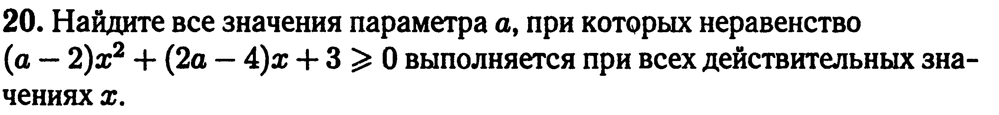 20. Найдите все значения параметра a, при которых неравенство
(a − 2)x² + (2a − 4)x + 3 ⩾ 0 выполняется при всех действительных зна-
чениях x.